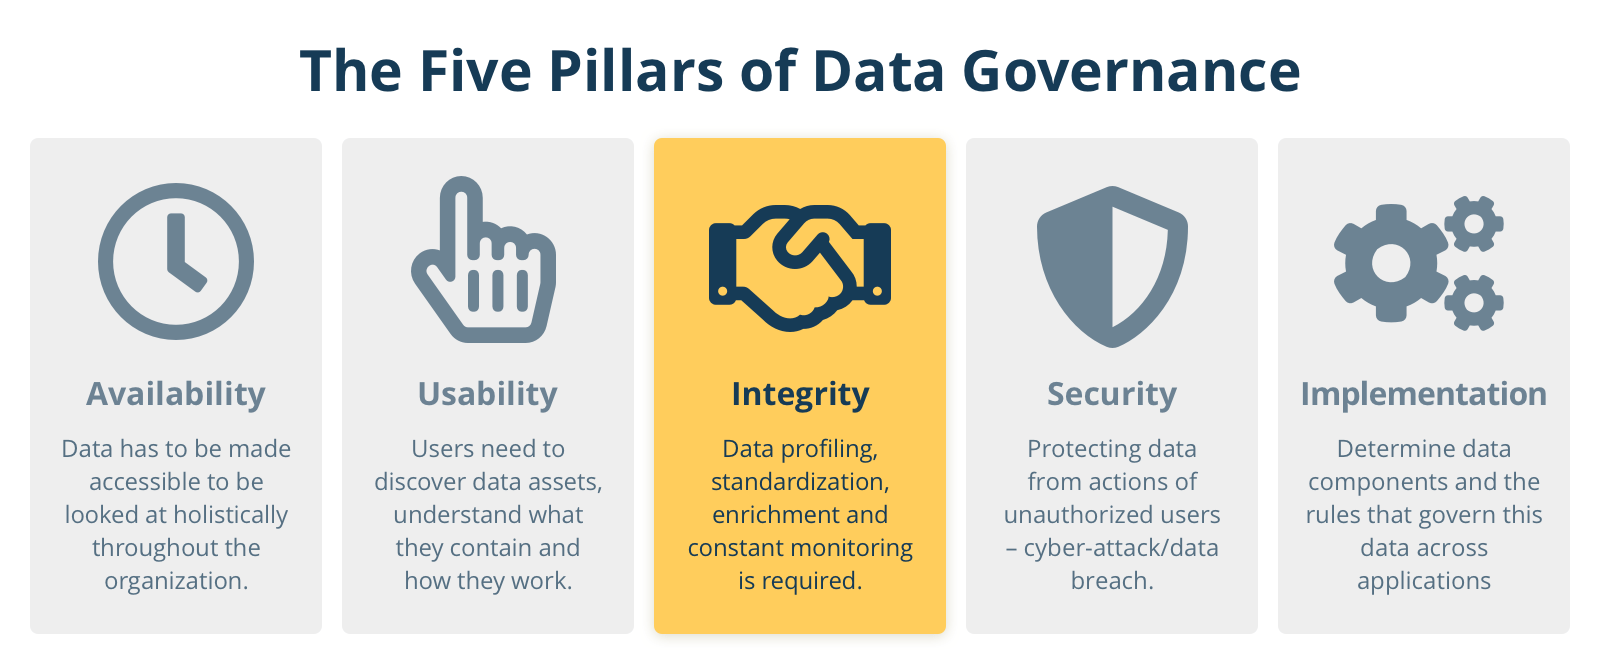 The Five Pillars of Data Governance
Availability
Data has to be made
accessible to be
looked at holistically
throughout the
organization.
Usability
Users need to
discover data assets,
understand what
they contain and
how they work.
Integrity
Data profiling,
standardization,
enrichment and
constant monitoring
is required.
Security
Protecting data
from actions of
unauthorized users
– cyber-attack/data
breach.
Implementation
Determine data
components and the
rules that govern this
data across
applications